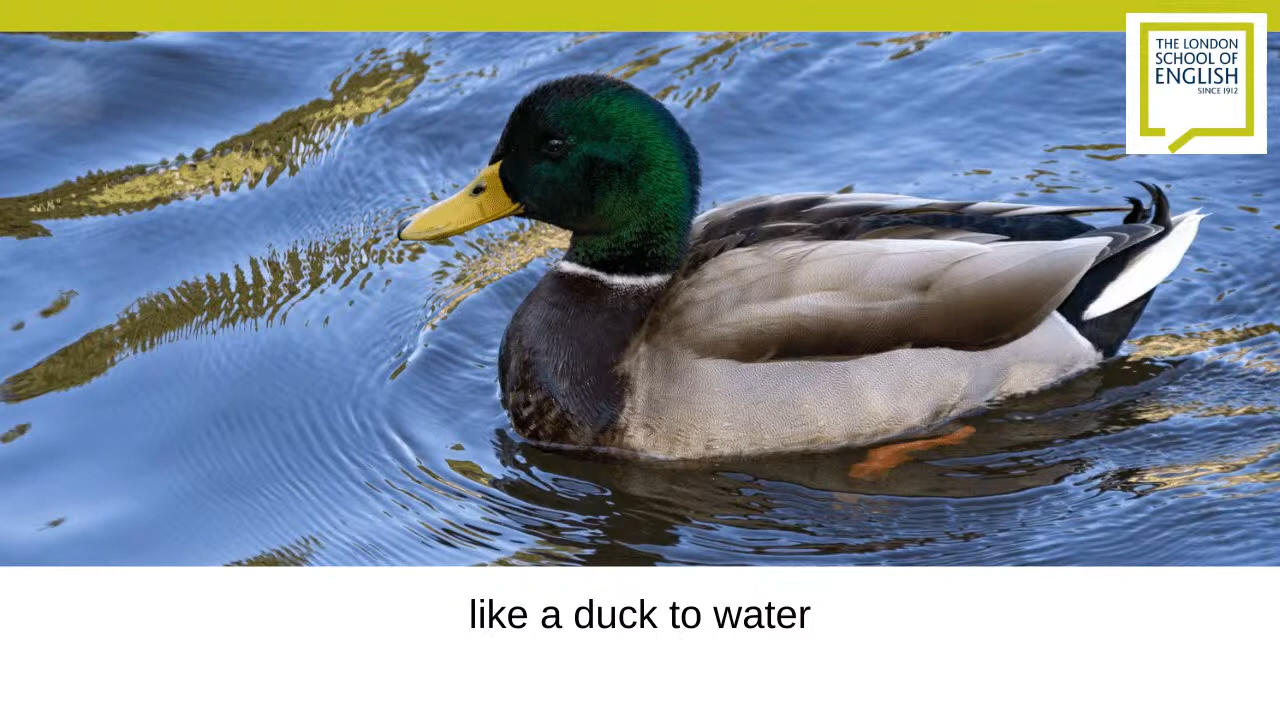 THE LONDON
SCHOOL OF
ENGLISH
SINCE 1912
like a duck to water